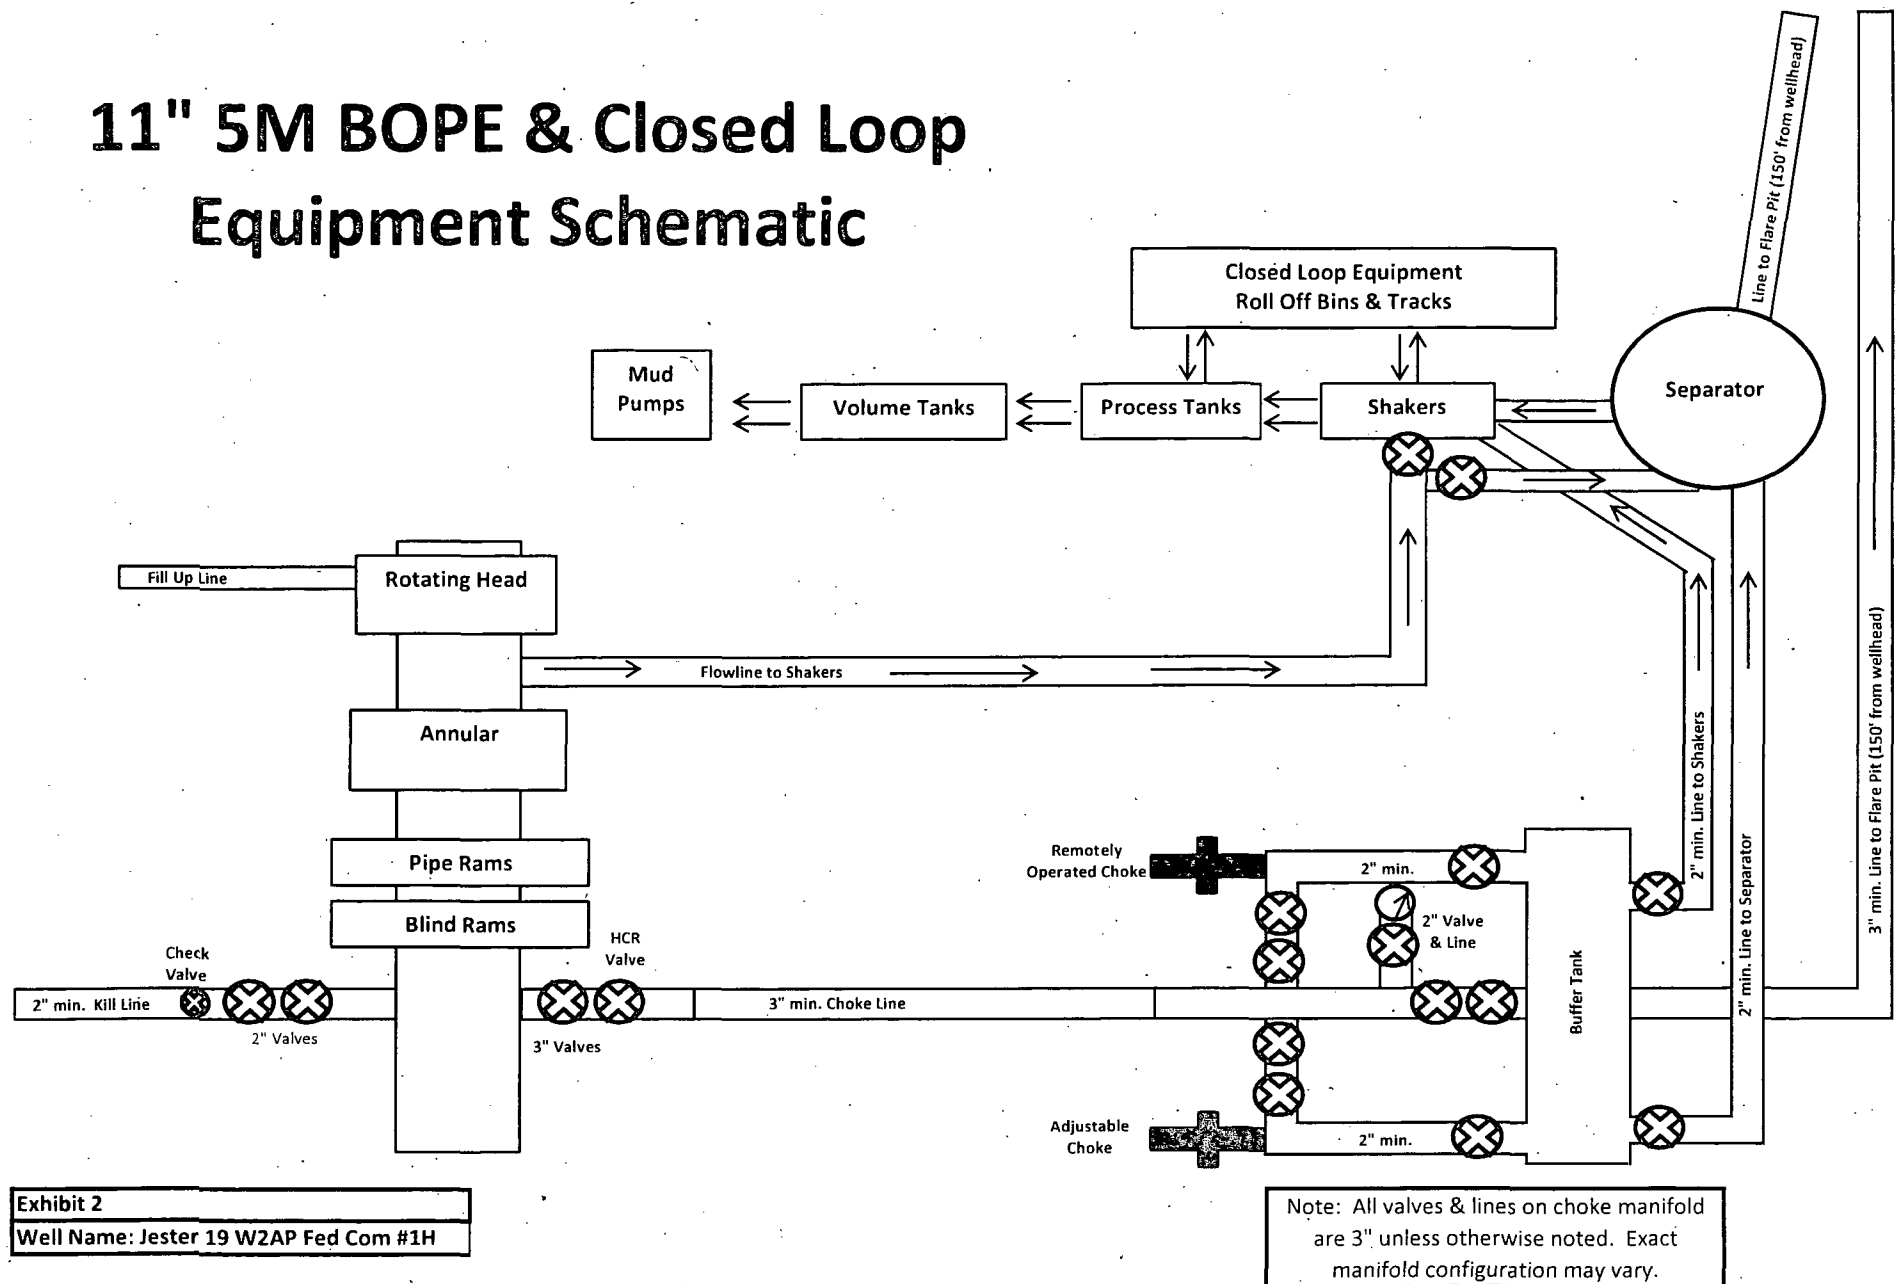 11" 5M BOPE & Closed Loop
Equipment Schematic
Line to Flare Pit (150' from wellhead)
Closed Loop Equipment
Roll Off Bins & Tracks
Mud
Pumps
Volume Tanks
Process Tanks
Shakers
Separator
Fill Up Line
Rotating Head
Flowline to Shakers
Annular
Pipe Rams
Blind Rams
Check
Valve
HCR
Valve
2" min. Kill Line
2" Valves
3" Valves
3" min. Choke Line
Remotely
Operated Choke
2" min.
2" Valve
& Line
Adjustable
Choke
2" min.
Buffer Tank
2" min. Line to Shakers
2" min. Line to Separator
3" min. Line to Flare Pit (150' from wellhead)
Exhibit 2
Well Name: Jester 19 W2AP Fed Com #1H
Note: All valves & lines on choke manifold
are 3" unless otherwise noted. Exact
manifold configuration may vary.